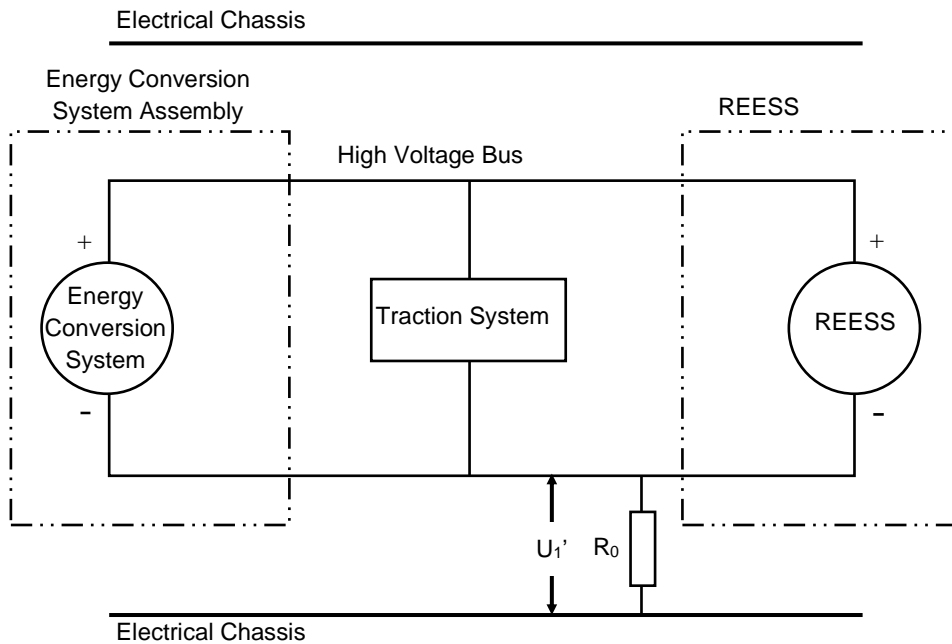 Electrical Chassis
Energy Conversion
System Assembly
REESS
High Voltage Bus
+
+
Energy
Conversion
System
Traction System
REESS
-
-
U₁’
R₀
Electrical Chassis